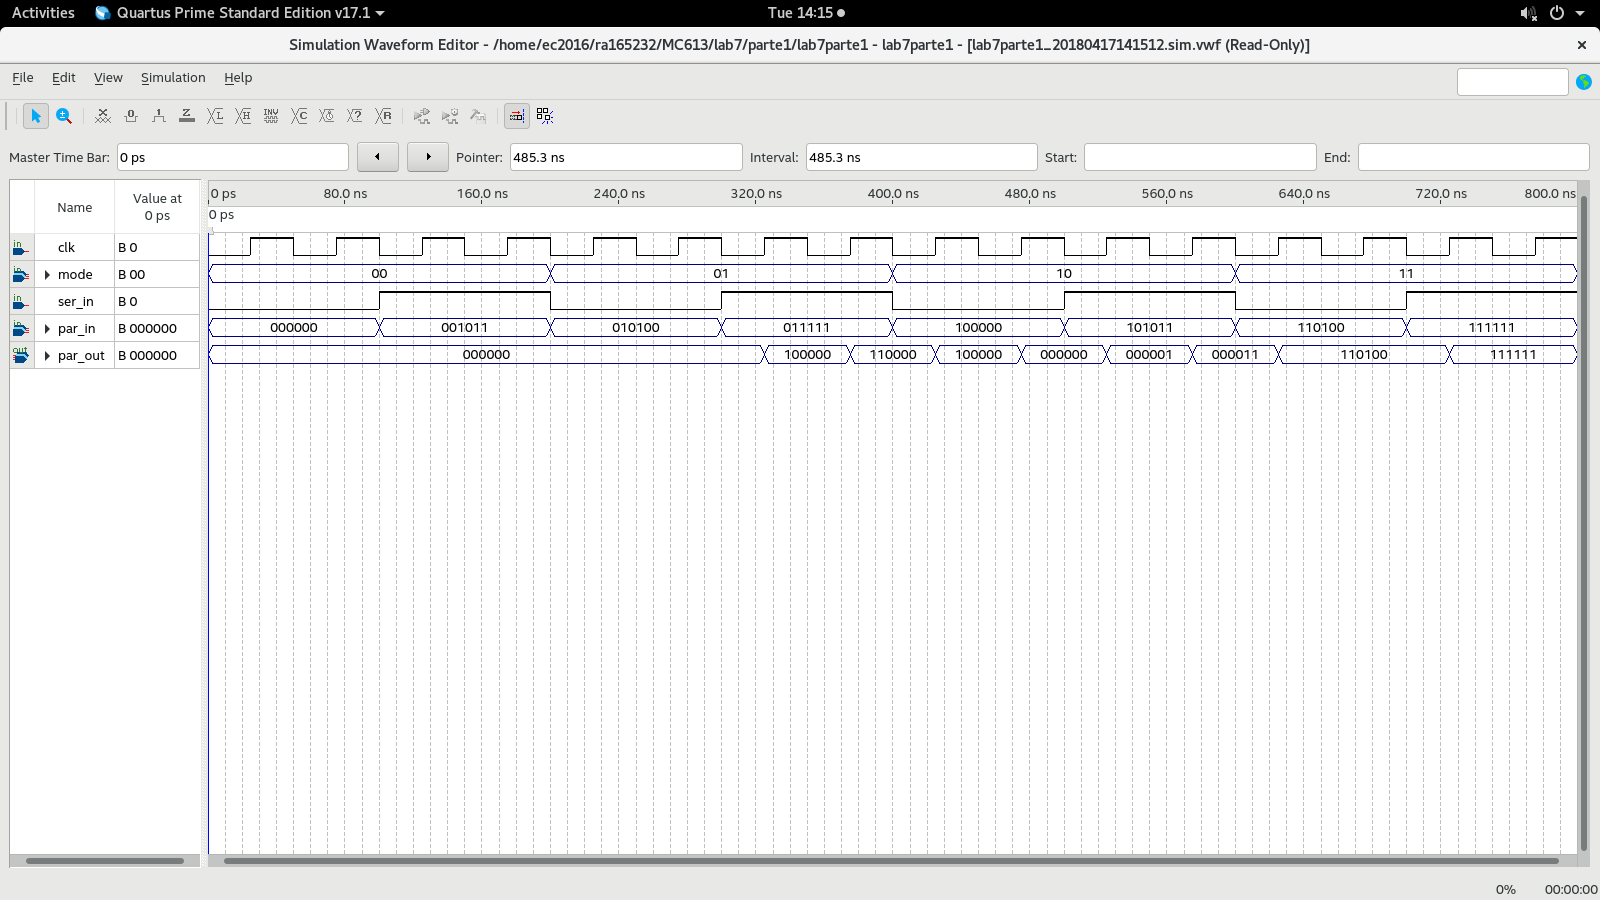 Activities Quartus Prime Standard Edition v17.1 Tue 14:15
Simulation Waveform Editor - /home/ec2016/ra165232/MC613/lab7/parte1/lab7parte1 - lab7parte1 - [lab7parte1_20180417141512.sim.vwf (Read-Only)]
File Edit View Simulation Help
Master Time Bar: 0 ps Pointer: 485.3 ns Interval: 485.3 ns Start: End:
Name Value at 0 ps
0 ps 80.0 ns 160.0 ns 240.0 ns 320.0 ns 400.0 ns 480.0 ns 560.0 ns 640.0 ns 720.0 ns 800.0 ns
0 ps
in clk B 0
in mode B 00 00 01 10 11
in ser_in B 0
in par_in B 000000 000000 001011 010100 011111 100000 101011 110100 111111
out par_out B 000000 000000 100000 110000 100000 000000 000001 000011 110100 111111
0% 00:00:00